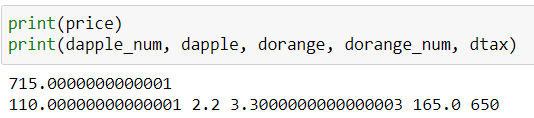 print(price)
print(dapple_num, dapple, dorange, dorange_num, dtax)
715.0000000000001
110.00000000000001 2.2 3.3000000000000003 165.0 650